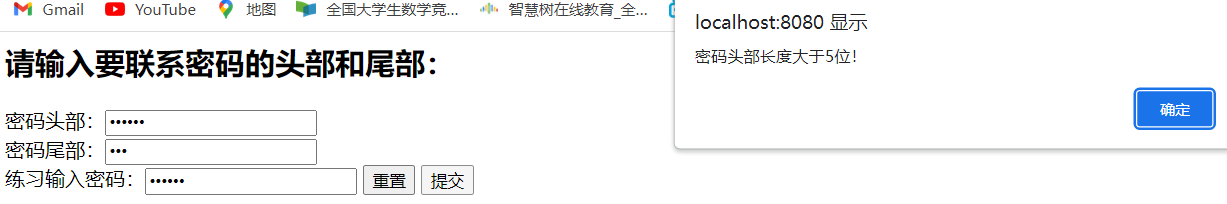 Gmail YouTube 地图 全国大学生数学竞... 智慧树在线教育_全...
localhost:8080 显示
密码头部长度大于5位!
确定
请输入要联系密码的头部和尾部:
密码头部: ••••••
密码尾部: •••
练习输入密码: •••••• 重置 提交